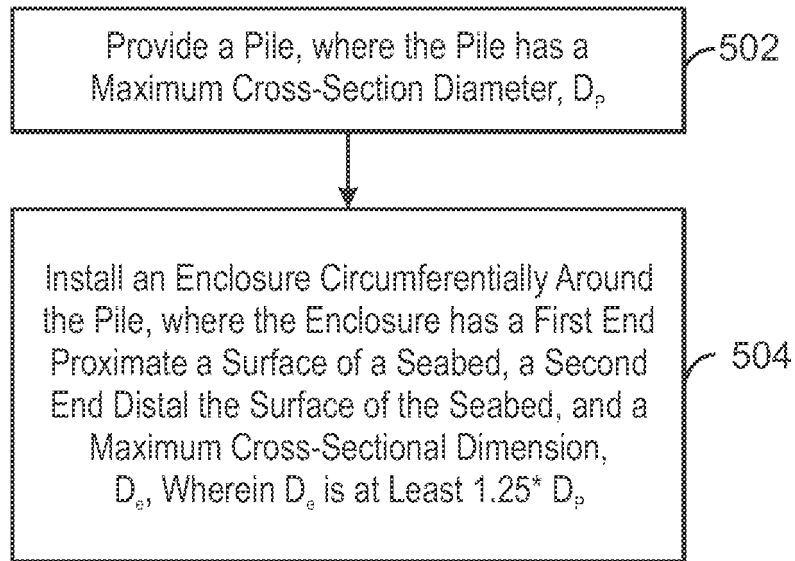 Provide a Pile, where the Pile has a
Maximum Cross-Section Diameter, Dₚ
502
Install an Enclosure Circumferentially Around
the Pile, where the Enclosure has a First End
Proximate a Surface of a Seabed, a Second
End Distal the Surface of the Seabed, and a
Maximum Cross-Sectional Dimension,
Dₑ, Wherein Dₑ is at Least 1.25* Dₚ
504